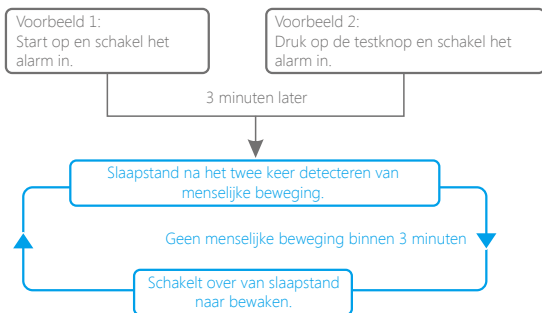 Voorbeeld 1:
Start op en schakel het
alarm in.
Voorbeeld 2:
Druk op de testknop en schakel het
alarm in.
3 minuten later
Slaapstand na het twee keer detecteren van
menselijke beweging.
Geen menselijke beweging binnen 3 minuten
Schakelt over van slaapstand
naar bewaken.